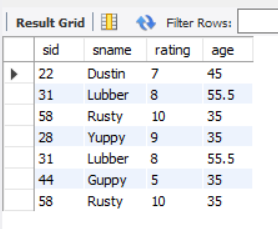 Result Grid Filter Rows:
sid sname rating age
22 Dustin 7 45
31 Lubber 8 55.5
58 Rusty 10 35
28 Yuppy 9 35
31 Lubber 8 55.5
44 Guppy 5 35
58 Rusty 10 35